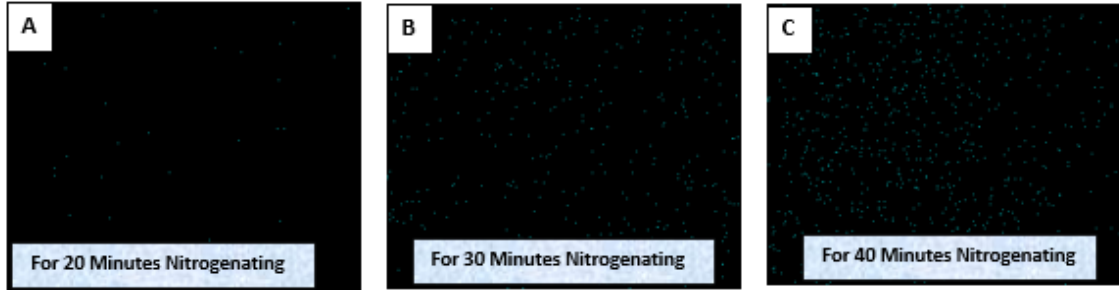 A
For 20 Minutes Nitrogenating
B
For 30 Minutes Nitrogenating
C
For 40 Minutes Nitrogenating